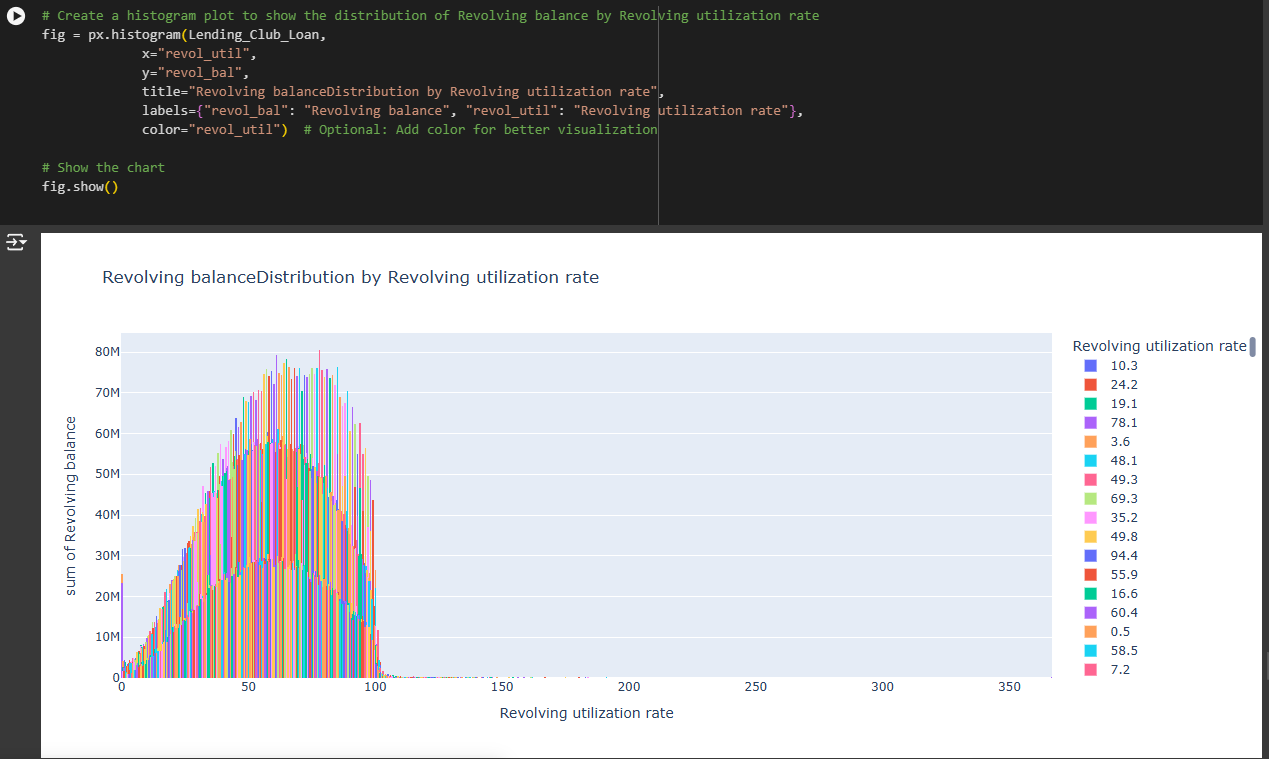 # Create a histogram plot to show the distribution of Revolving balance by Revolving utilization rate
fig = px.histogram(Lending_Club_Loan,
x="revol_util",
y="revol_bal",
title="Revolving balanceDistribution by Revolving utilization rate",
labels={"revol_bal": "Revolving balance", "revol_util": "Revolving utilization rate"},
color="revol_util")  # Optional: Add color for better visualization
# Show the chart
fig.show()
Revolving balanceDistribution by Revolving utilization rate
80M
70M
60M
50M
40M
30M
20M
10M
0
sum of Revolving balance
0 50 100 150 200 250 300 350
Revolving utilization rate
Revolving utilization rate
10.3
24.2
19.1
78.1
3.6
48.1
49.3
69.3
35.2
49.8
94.4
55.9
16.6
60.4
0.5
58.5
7.2